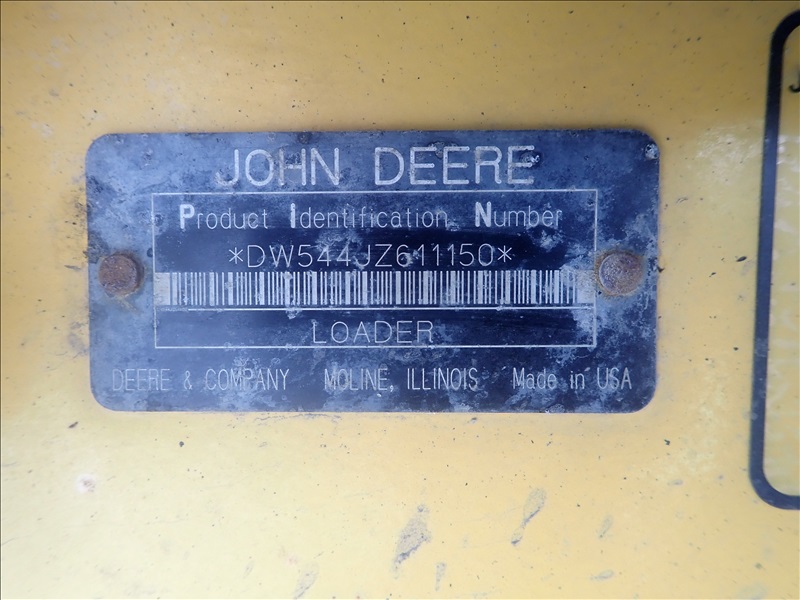 JOHN DEERE
Product Identification Number
*DW544JZ611150*
LOADER
DEERE & COMPANY MOLINE, ILLINOIS Made in USA